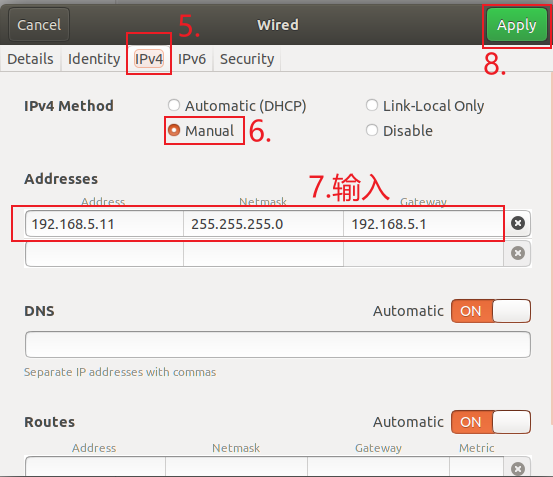 Cancel
Wired
5.
Apply
8.
Details
Identity
IPv4
IPv6
Security
IPv4 Method
Automatic (DHCP)
Link-Local Only
Manual
6.
Disable
Addresses
7.输入
Address Netmask Gateway
192.168.5.11 255.255.255.0 192.168.5.1
DNS
Automatic
ON
Separate IP addresses with commas
Routes
Automatic
ON
Address Netmask Gateway Metric